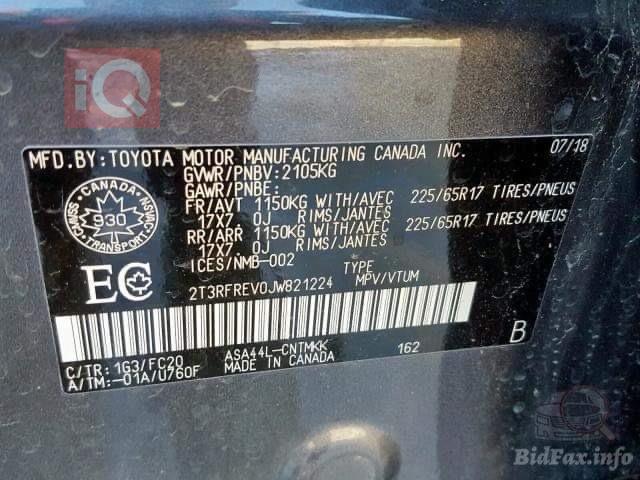 iQ
MFD.BY:TOYOTA MOTOR MANUFACTURING CANADA INC. 07/18
GVWR/PNBV:2105KG
GAWR/PNBE:
FR/AVT 1150KG WITH/AVEC 225/65R17 TIRES/PNEUS
17X7 0J RIMS/JANTES
RR/ARR 1150KG WITH/AVEC 225/65R17 TIRES/PNEUS
17X7 0J RIMS/JANTES
ICES/NMB-002 TYPE
2T3RFREV0JW821224 MPV/VTUM
CANADA
CMVSS 930 NSVAC
TRANSPORT
EC
B
C/TR: 1G3/FC20 ASA44L-CNTMKK 162
A/TM:-01A/U760F MADE IN CANADA
BidFax.info